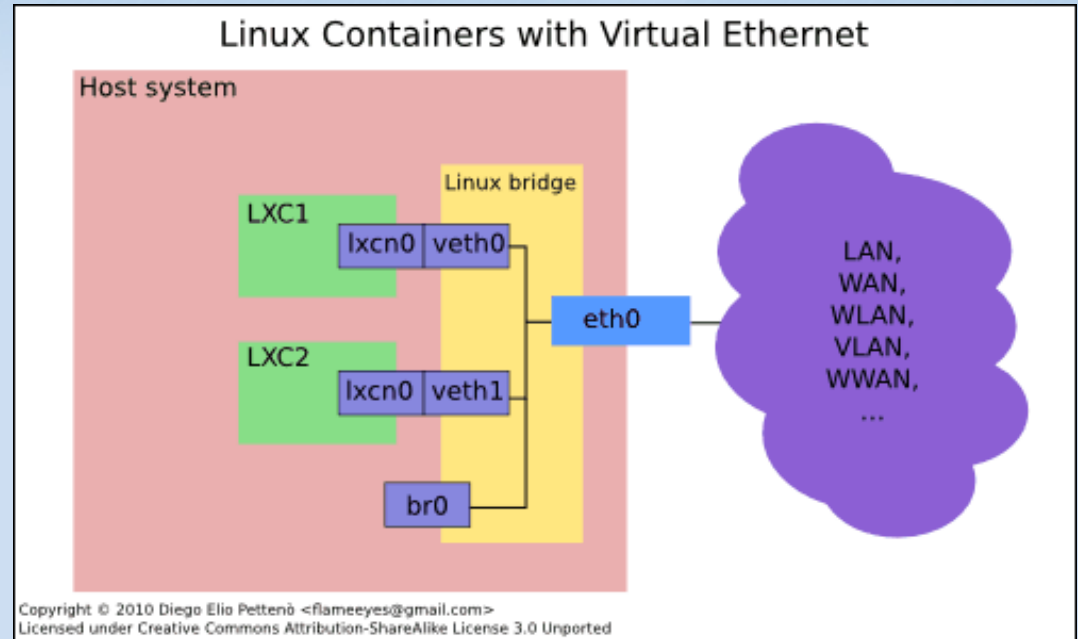 Linux Containers with Virtual Ethernet
Host system
Linux bridge
LXC1
lxcn0 veth0
eth0
LXC2
lxcn0 veth1
br0
LAN,
WAN,
WLAN,
VLAN,
WWAN,
...
Copyright © 2010 Diego Elio Pettenò <flameeyes@gmail.com>
Licensed under Creative Commons Attribution-ShareAlike License 3.0 Unported